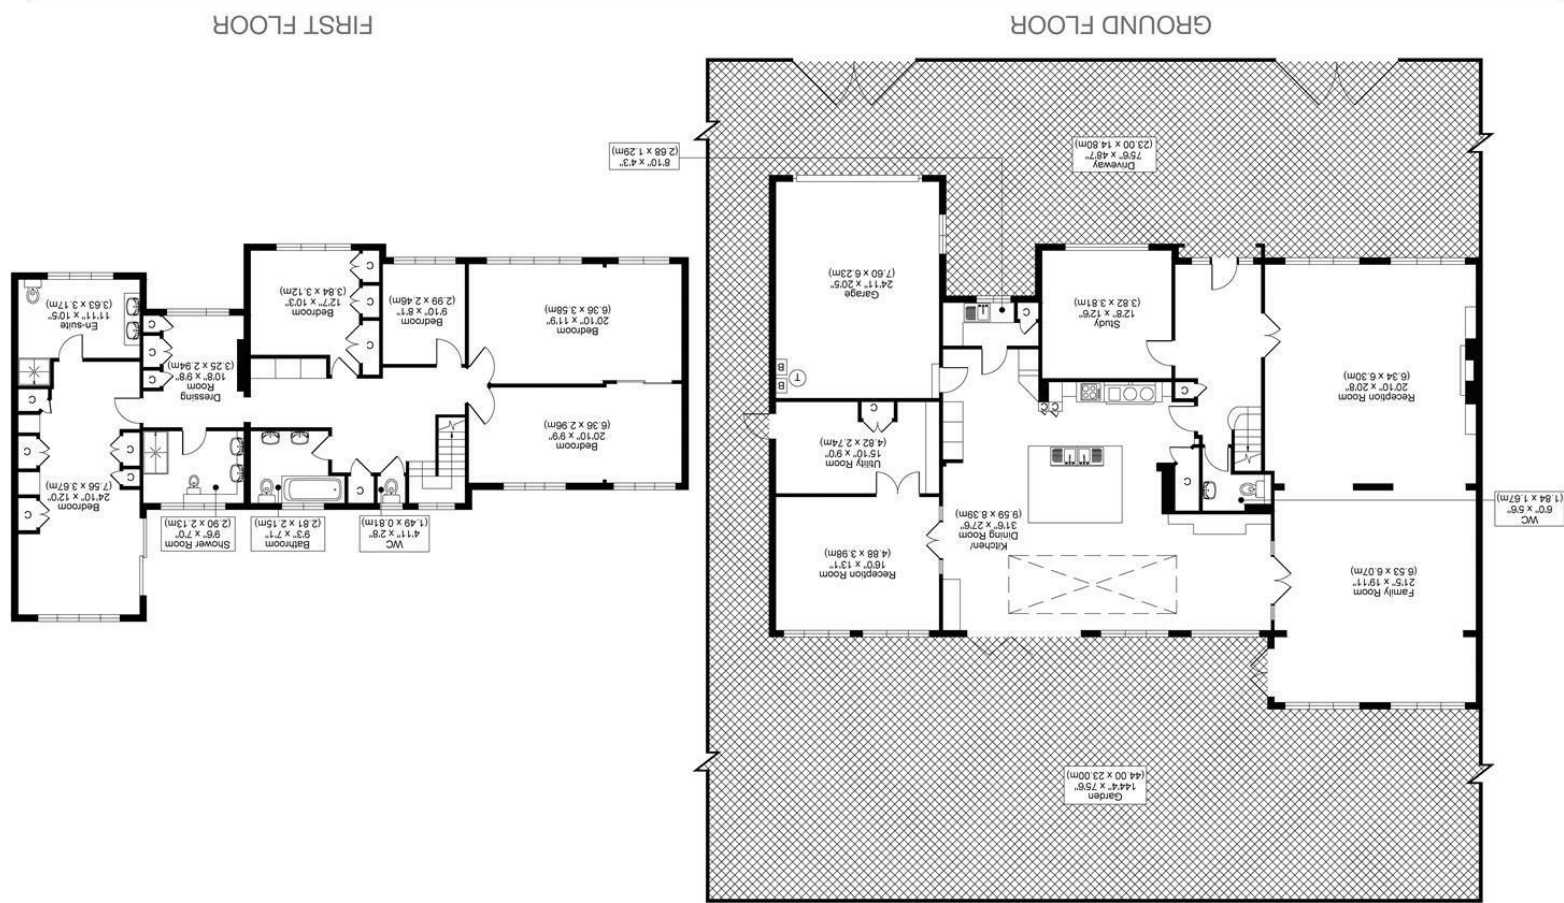 Garden
144'4" x 75'6"
(44.00 x 23.00m)
Family Room
21'5" x 19'11"
(6.53 x 6.07m)
WC
6'0" x 5'6"
(1.84 x 1.67m)
Kitchen/
Dining Room
31'6" x 27'6"
(9.59 x 8.39m)
Reception Room
16'0" x 13'1"
(4.88 x 3.98m)
Utility Room
15'10" x 9'0"
(4.82 x 2.74m)
C
C
C
C
C
C
C
Reception Room
20'10" x 20'8"
(6.34 x 6.30m)
Study
12'8" x 12'6"
(3.82 x 3.81m)
T
B
B
Garage
24'11" x 20'5"
(7.60 x 6.23m)
Driveway
75'6" x 48'7"
(23.00 x 14.80m)
8'10" x 4'3"
(2.68 x 1.29m)
GROUND FLOOR
WC
4'11" x 2'8"
(1.49 x 0.81m)
Bathroom
9'3" x 7'1"
(2.81 x 2.15m)
Shower Room
9'6" x 7'0"
(2.90 x 2.13m)
Bedroom
24'10" x 12'0"
(7.56 x 3.67m)
C
C
C
C
C
C
Bedroom
20'10" x 9'9"
(6.36 x 2.96m)
Bedroom
20'10" x 11'9"
(6.36 x 3.58m)
Bedroom
9'10" x 8'1"
(2.99 x 2.46m)
C
C
C
Bedroom
12'7" x 10'3"
(3.84 x 3.12m)
Dressing
Room
10'8" x 9'8"
(3.25 x 2.94m)
C
C
C
En-suite
11'11" x 10'5"
(3.63 x 3.17m)
FIRST FLOOR